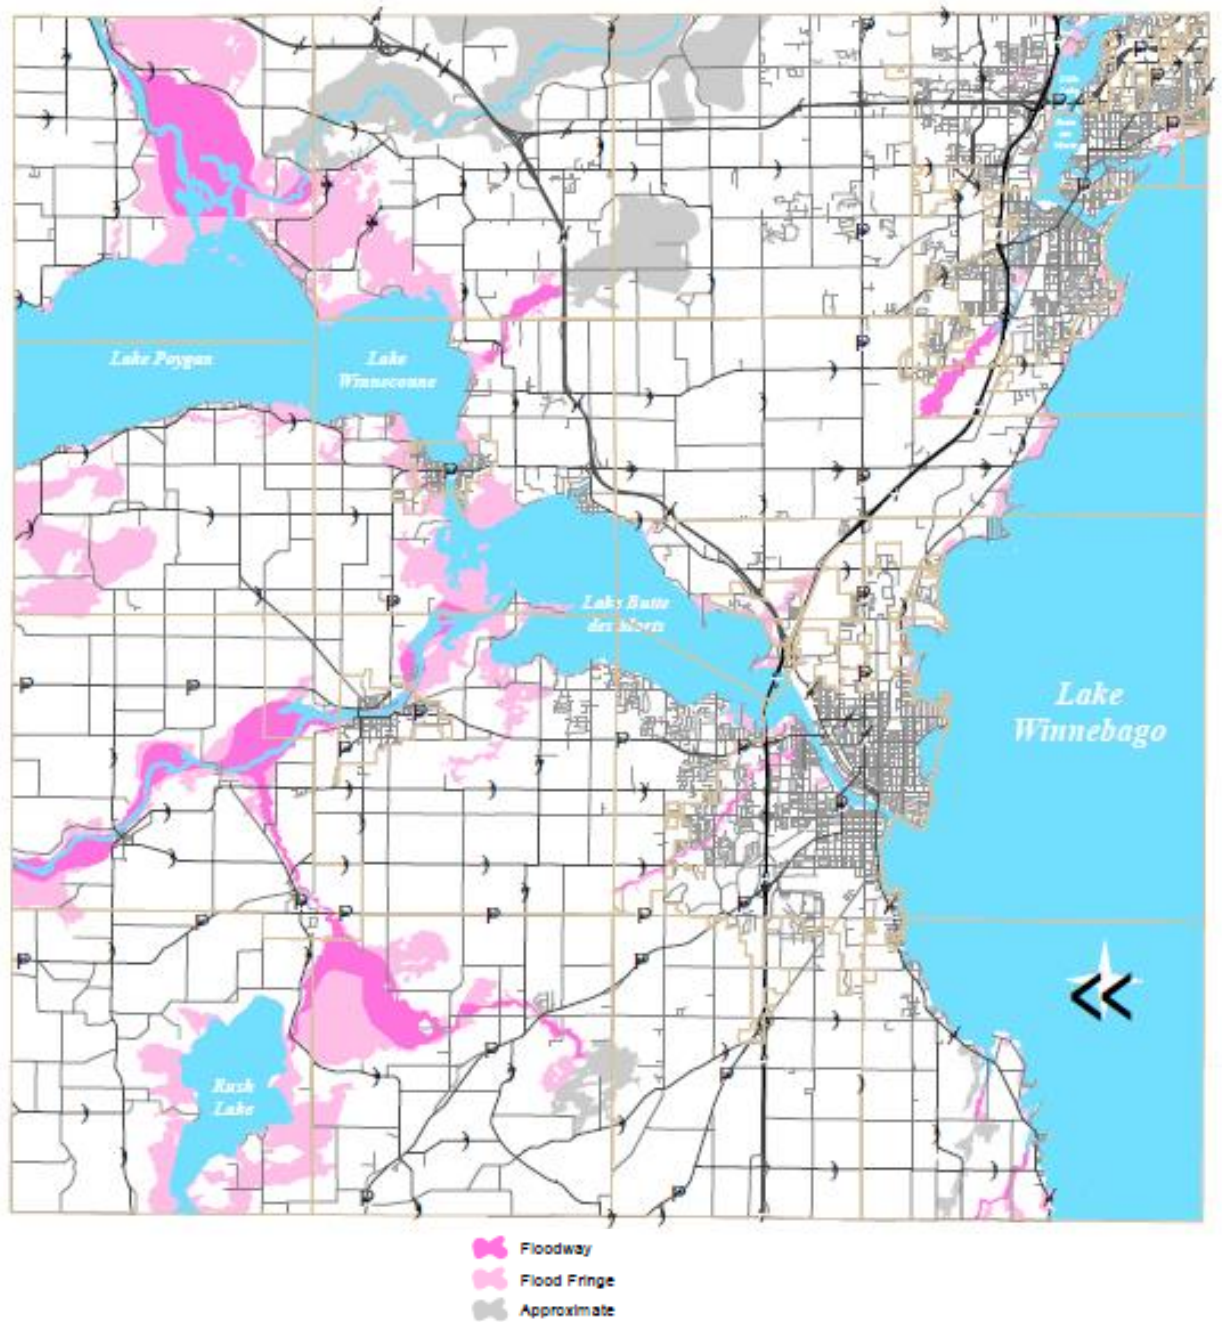 Lake Poygan
Lake
Winneconne
Lake Butte
des Morts
Lake
Winnebago
Rush
Lake
Floodway
Flood Fringe
Approximate